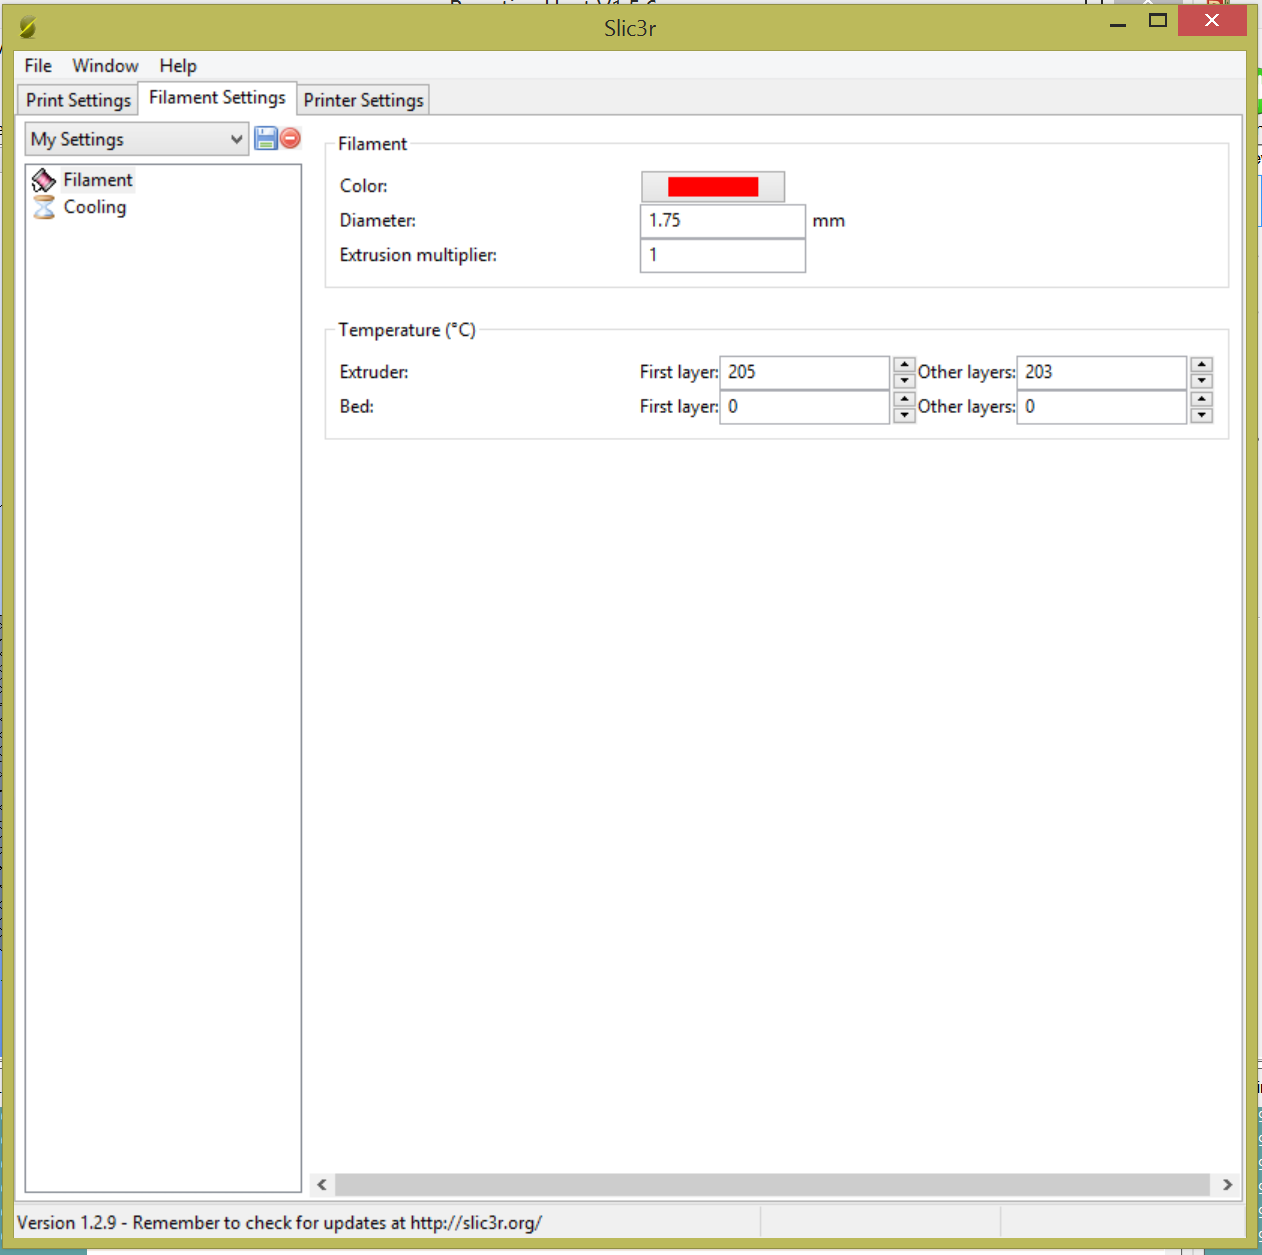 Slic3r
File Window Help
Print Settings Filament Settings Printer Settings
My Settings
Filament
Cooling
Filament
Color:
Diameter: 1.75 mm
Extrusion multiplier: 1
Temperature (°C)
Extruder: First layer: 205 Other layers: 203
Bed: First layer: 0 Other layers: 0
Version 1.2.9 - Remember to check for updates at http://slic3r.org/